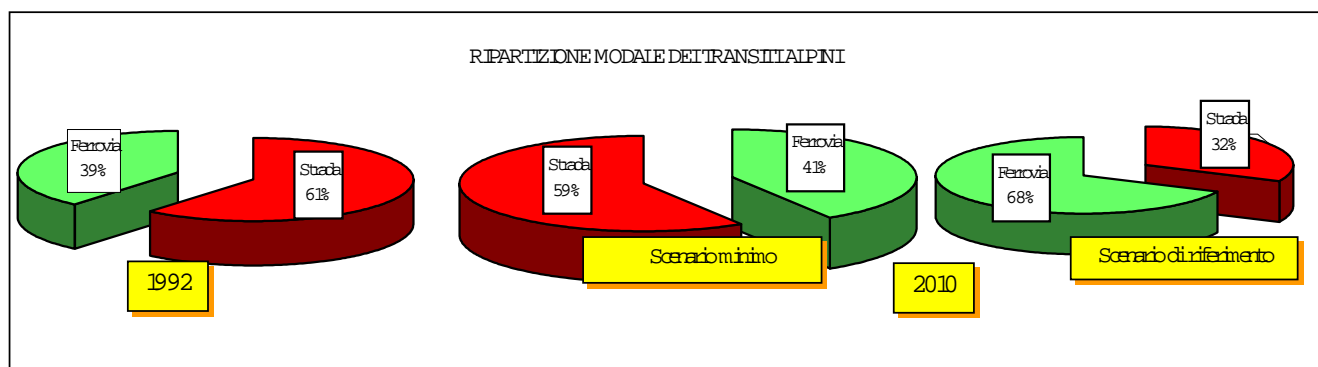 RIPARTIZIONE MODALE DEI TRANSITI ALPINI
Ferrovia
39%
Strada
61%
1992
Strada
59%
Ferrovia
41%
Scenario minimo
2010
Ferrovia
68%
Strada
32%
Scenario di riferimento